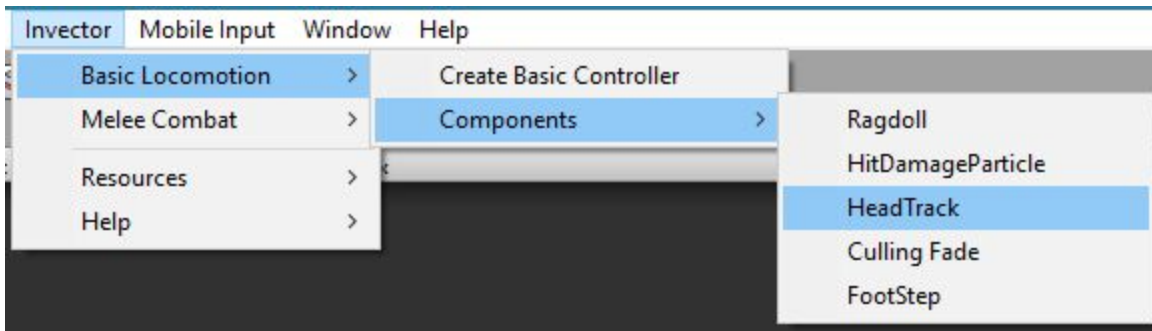 Invector Mobile Input Window Help
Basic Locomotion >
Melee Combat >
Resources >
Help >
Create Basic Controller
Components >
Ragdoll
HitDamageParticle
HeadTrack
Culling Fade
FootStep